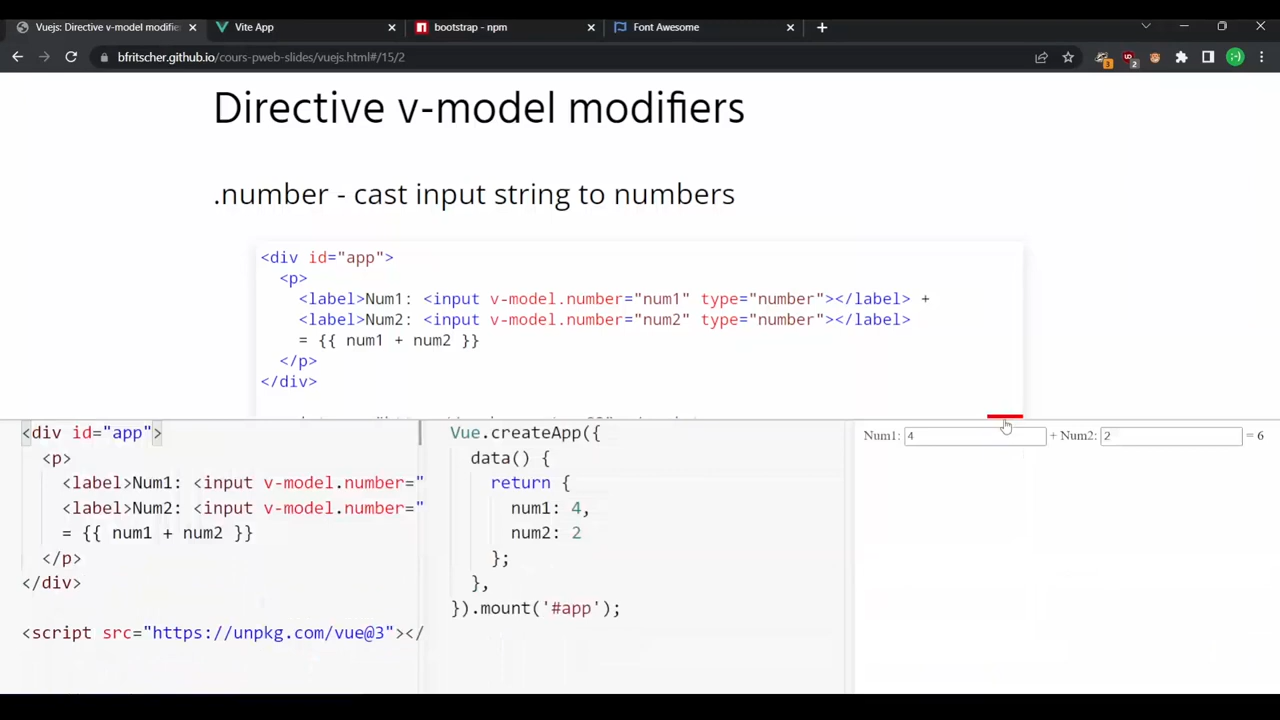 Vuejs: Directive v-model modifie
Vite App
bootstrap - npm
Font Awesome
bfritscher.github.io/cours-pweb-slides/vuejs.html#/15/2
3
2
Directive v-model modifiers
.number - cast input string to numbers
<div id="app">
<p>
<label>Num1: <input v-model.number="num1" type="number"></label> +
<label>Num2: <input v-model.number="num2" type="number"></label>
= {{ num1 + num2 }}
</p>
</div>
<div id="app">
<p>
<label>Num1: <input v-model.number="
<label>Num2: <input v-model.number="
= {{ num1 + num2 }}
</p>
</div>
<script src="https://unpkg.com/vue@3"></
Vue.createApp({
data() {
return {
num1: 4,
num2: 2
};
},
}).mount('#app');
Num1: 4 + Num2: 2 = 6